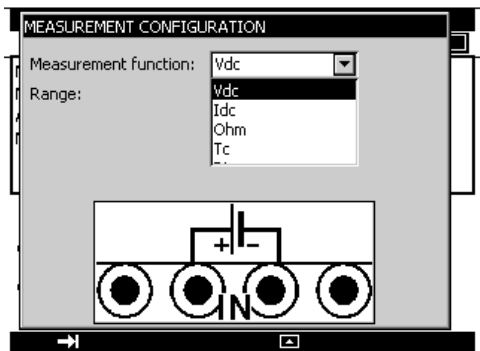 MEASUREMENT CONFIGURATION
Measurement function: Vdc
Range:
Vdc
Idc
Ohm
Tc
+ -
IN